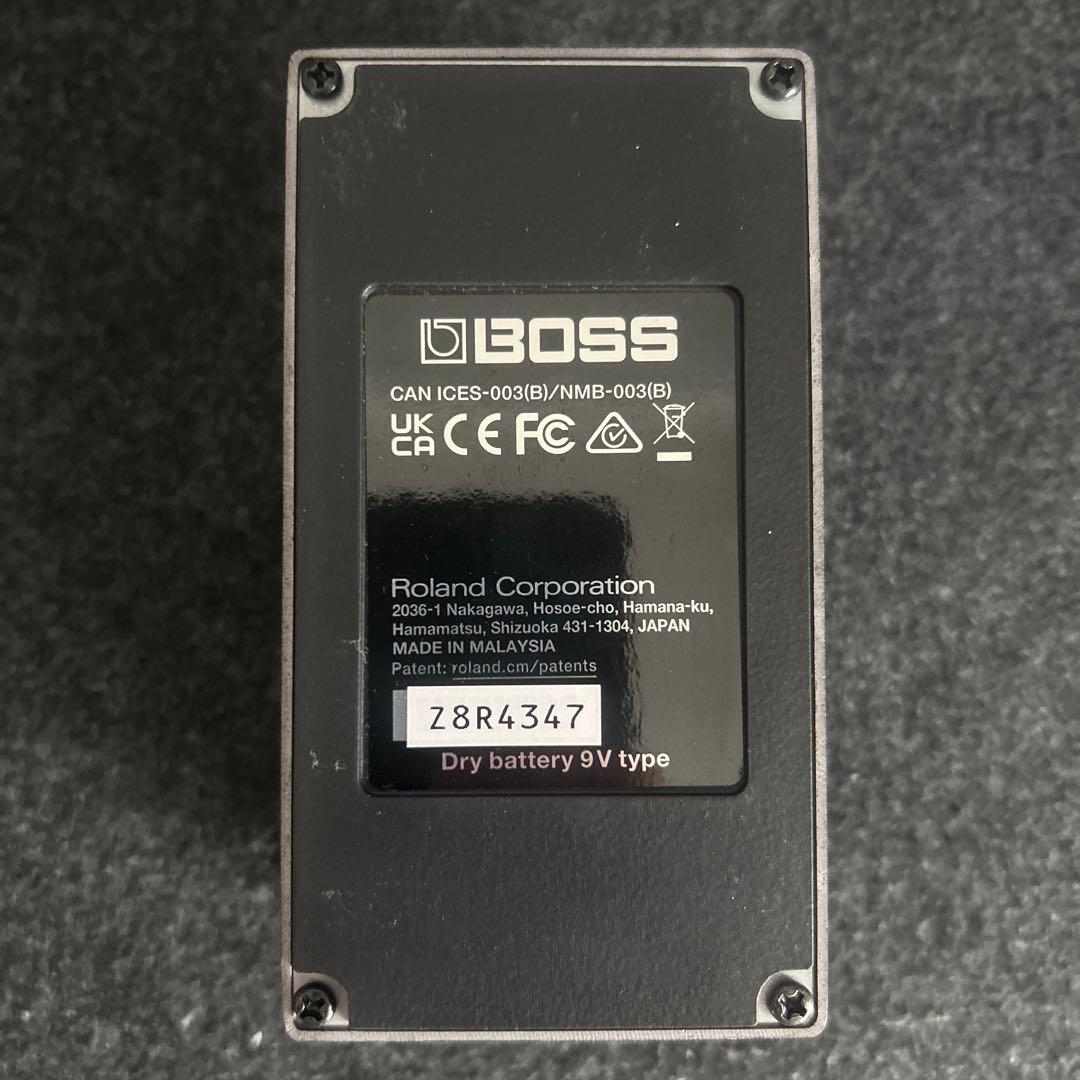 BOSS
CAN ICES-003(B)/NMB-003(B)
UK CA CE FC
Roland Corporation
2036-1 Nakagawa, Hosoe-cho, Hamana-ku,
Hamamatsu, Shizuoka 431-1304, JAPAN
MADE IN MALAYSIA
Patent: roland.cm/patents
Z8R4347
Dry battery 9V type